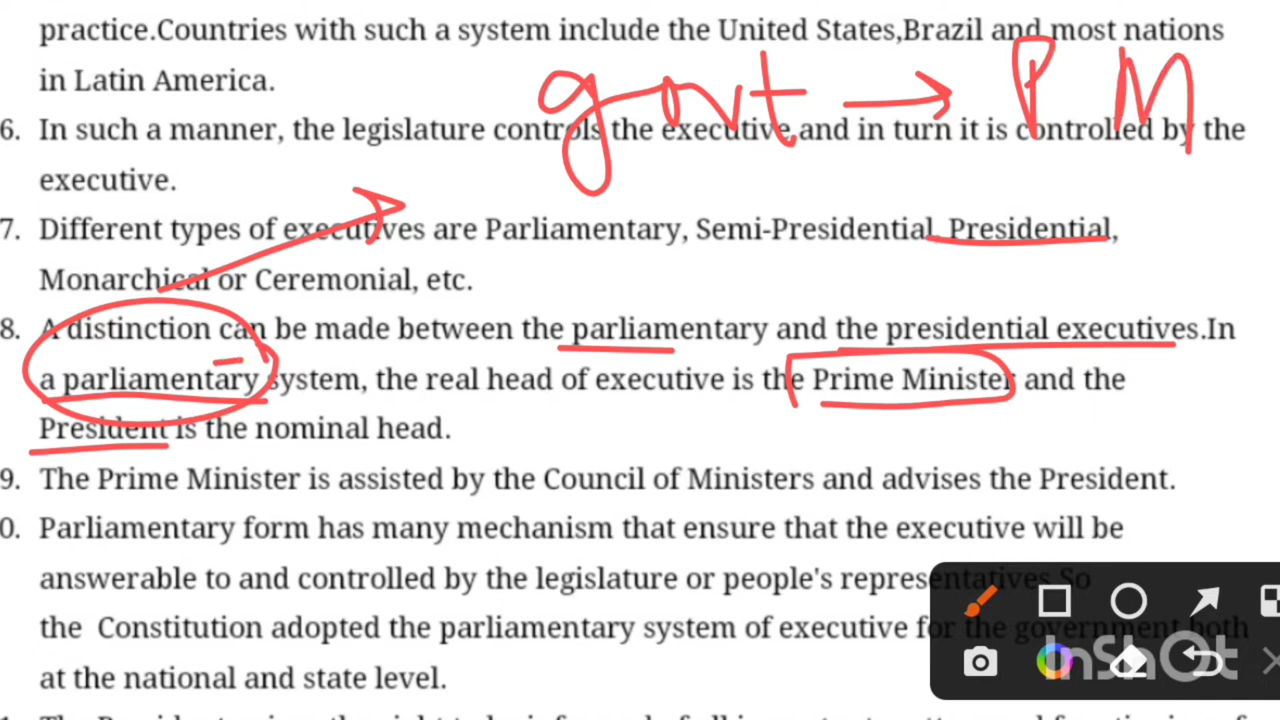 practice.Countries with such a system include the United States,Brazil and most nations
in Latin America.
govt → PM
6. In such a manner, the legislature controls the executive,and in turn it is controlled by the
executive.
7. Different types of executives are Parliamentary, Semi-Presidential, Presidential,
Monarchical or Ceremonial, etc.
8. A distinction can be made between the parliamentary and the presidential executives.In
a parliamentary system, the real head of executive is the Prime Minister and the
President is the nominal head.
9. The Prime Minister is assisted by the Council of Ministers and advises the President.
0. Parliamentary form has many mechanism that ensure that the executive will be
answerable to and controlled by the legislature or people's representatives.So
the Constitution adopted the parliamentary system of executive for the government both
at the national and state level.
InShOt